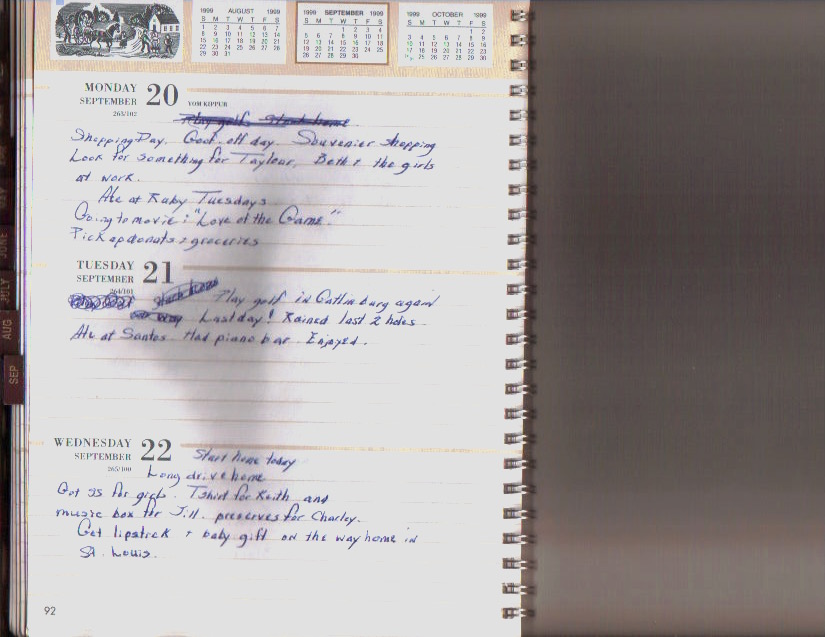 1999 AUGUST 1999
S M T W T F S
1 2 3 4 5 6 7
8 9 10 11 12 13 14
15 16 17 18 19 20 21
22 23 24 25 26 27 28
29 30 31
1999 SEPTEMBER 1999
S M T W T F S
1 2 3 4
5 6 7 8 9 10 11
12 13 14 15 16 17 18
19 20 21 22 23 24 25
26 27 28 29 30
1999 OCTOBER 1999
S M T W T F S
1 2
3 4 5 6 7 8 9
10 11 12 13 14 15 16
17 18 19 20 21 22 23
25 26 27 28 29 30
MONDAY
SEPTEMBER 20
263/102 YOM KIPPUR
Play golf Start home
Shopping Day. Goof off day. Souvenier shopping
Look for something for Taylour, Beth & the girls
at work.
Ate at Ruby Tuesdays
Going to movie: "Love of the Game."
Pick up donats & groceries
TUESDAY
SEPTEMBER 21
264/101
Start home Play golf in Gatlinburg again
Last day! Rained last 2 holes.
Ate at Santos. Had piano bar. Enjoyed.
WEDNESDAY
SEPTEMBER 22
265/100
Start home today
Long drive home
Got for girls. Tshirt for Keith and
music box for Jill. preserves for Charley.
Get lipstick + baby gift on the way home in
St. Louis.
92
JUNE
JULY
AUG
SEP